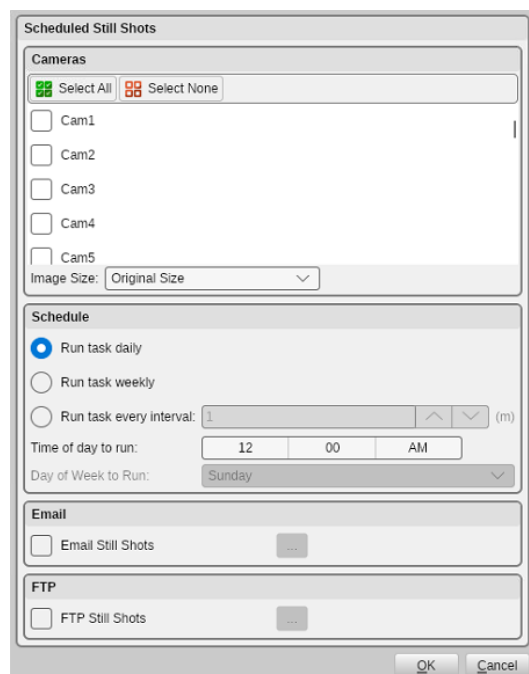 Scheduled Still Shots
Cameras
Select All Select None
Cam1
Cam2
Cam3
Cam4
Cam5
Image Size: Original Size
Schedule
Run task daily
Run task weekly
Run task every interval: 1 (m)
Time of day to run: 12 00 AM
Day of Week to Run: Sunday
Email
Email Still Shots ...
FTP
FTP Still Shots ...
OK Cancel